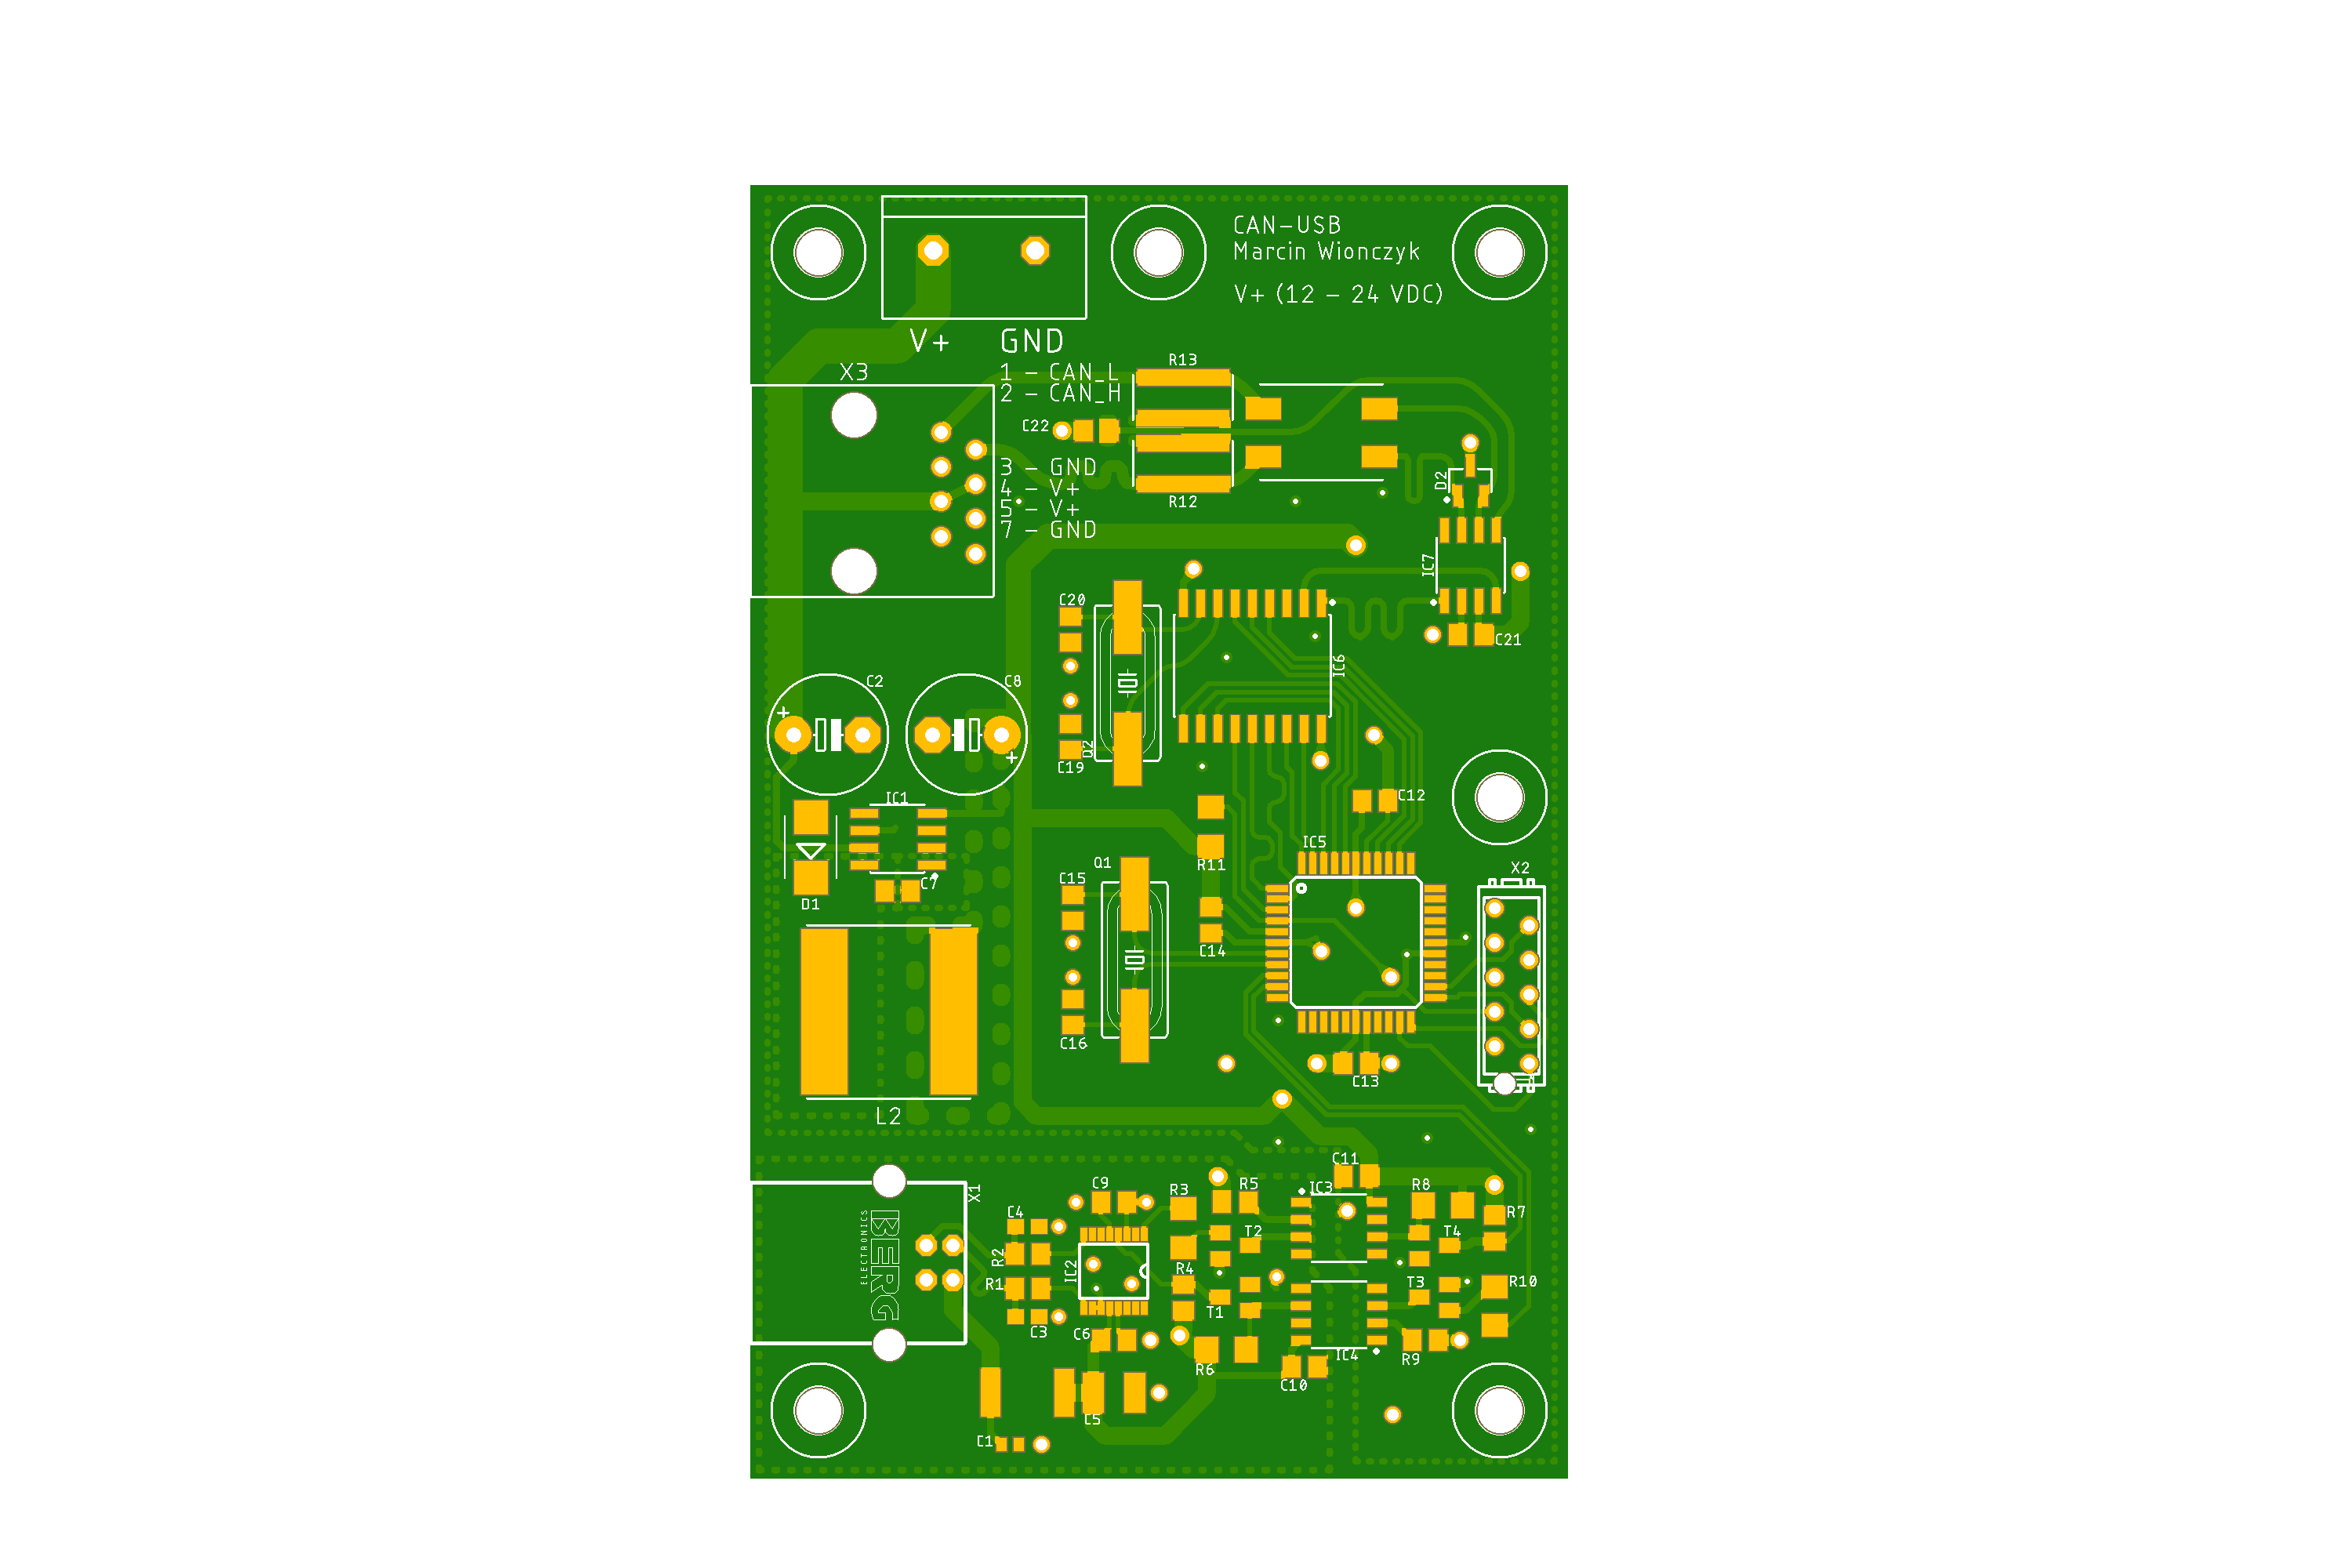 CAN-USB
Marcin Wionczyk
V+ (12 - 24 VDC)
V+ GND
X3
1 - CAN_L
2 - CAN_H
R13
C22
3 - GND
4 - V+
5 - V+
7 - GND
R12
D2
IC7
C20
C21
IC6
C2
C8
+
+
Q2
C19
IC1
C12
IC5
Q1
R11
X2
C15
C7
D1
C14
C16
C13
L2
C11
X1
C9
R3
R5
IC3
R8
C4
R7
T2
T4
BERG
ELECTRONICS
R2
IC2
R4
R1
T3
R10
T1
C3
C6
R6
IC4
R9
C10
C5
C1